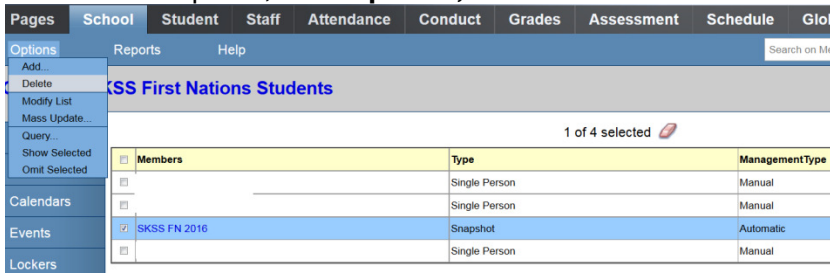 Pages School Student Staff Attendance Conduct Grades Assessment Schedule
Options Reports Help Search on
Add...
Delete
Modify List
Mass Update...
Query...
Show Selected
Omit Selected
KSS First Nations Students
1 of 4 selected
Members Type ManagementType
Single Person Manual
Calendars
Single Person Manual
Events
SKSS FN 2016 Snapshot Automatic
Single Person Manual
Lockers